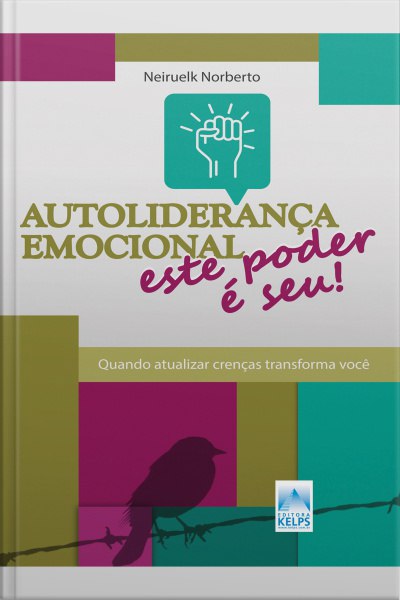 Neiruelk Norberto
AUTOLIDERANÇA
EMOCIONAL
este poder
é seu!
Quando atualizar crenças transforma você
EDITORA
KELPS